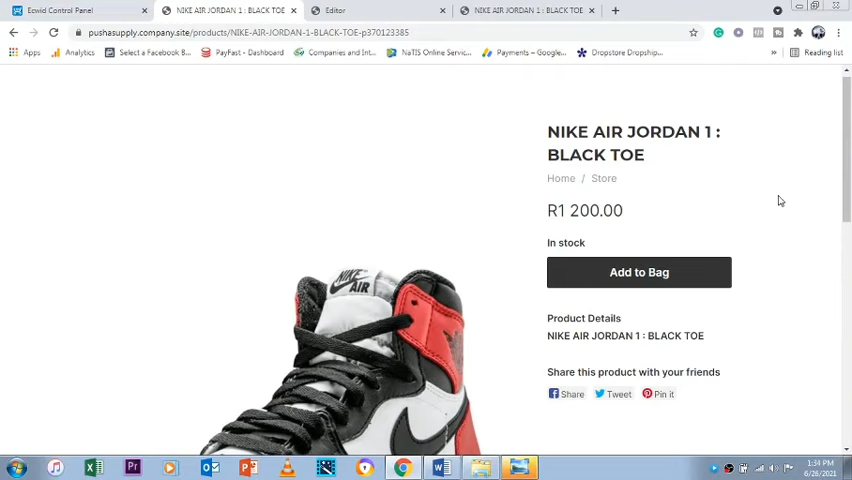 Ecwid Control Panel
NIKE AIR JORDAN 1 : BLACK TOE
Editor
NIKE AIR JORDAN 1 : BLACK TOE
pushasupply.company.site/products/NIKE-AIR-JORDAN-1-BLACK-TOE-p370123385
Apps
Analytics
Select a Facebook B...
PayFast - Dashboard
Companies and Int...
NaTIS Online Servic...
Payments – Google...
Dropstore Dropship...
»
Reading list
NIKE AIR JORDAN 1 :
BLACK TOE
Home / Store
R1 200.00
In stock
Add to Bag
Product Details
NIKE AIR JORDAN 1 : BLACK TOE
Share this product with your friends
Share
Tweet
Pin it
NIKE
AIR
1:34 PM
6/26/2021